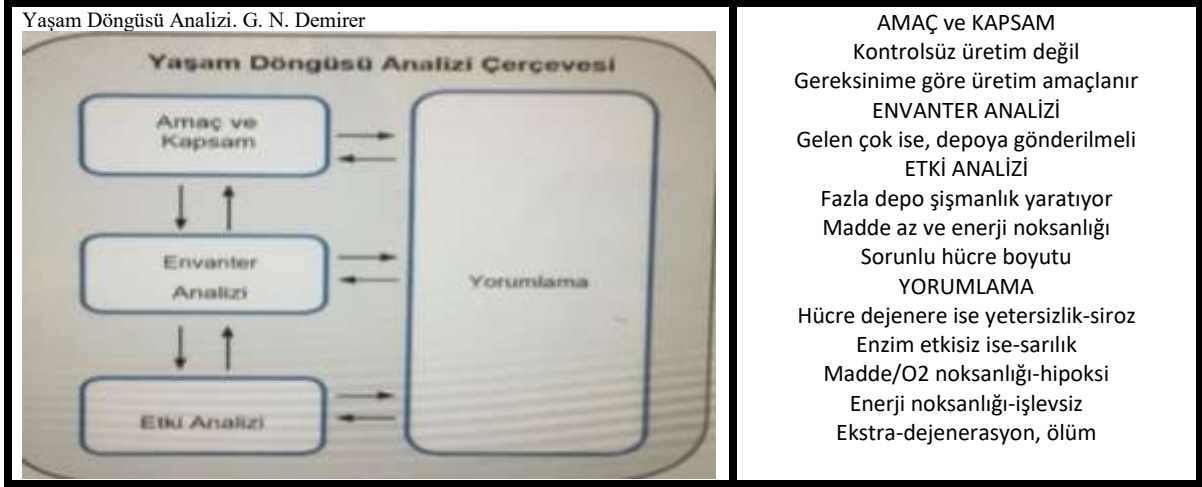 Yaşam Döngüsü Analizi. G. N. Demirer
Yaşam Döngüsü Analizi Çerçevesi
Amaç ve
Kapsam
Envanter
Analizi
Etki Analizi
Yorumlama
AMAÇ ve KAPSAM
Kontrolsüz üretim değil
Gereksinime göre üretim amaçlanır
ENVANTER ANALİZİ
Gelen çok ise, depoya gönderilmeli
ETKİ ANALİZİ
Fazla depo şişmanlık yaratıyor
Madde az ve enerji noksanlığı
Sorunlu hücre boyutu
YORUMLAMA
Hücre dejenere ise yetersizlik-siroz
Enzim etkisiz ise-sarılık
Madde/O2 noksanlığı-hipoksi
Enerji noksanlığı-işlevsiz
Ekstra-dejenerasyon, ölüm